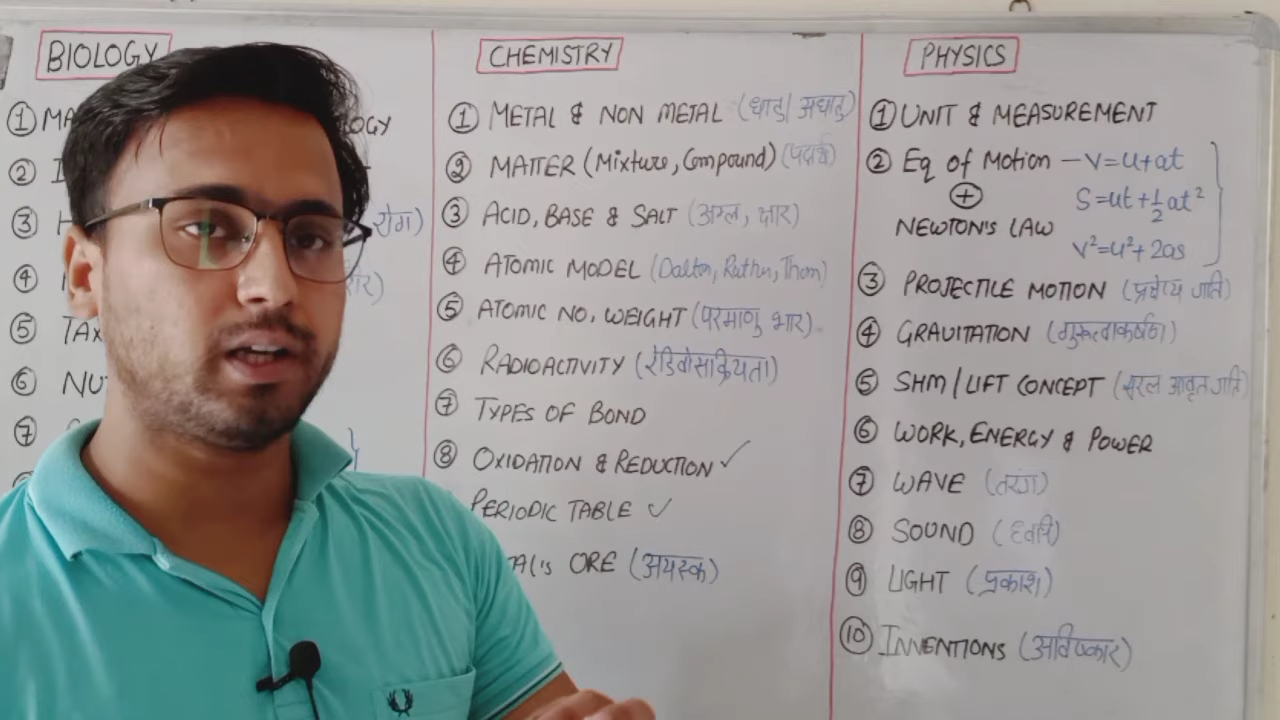 BIOLOGY
①
②
③ रोग)
④
⑤ TAX
⑥ NU
⑦
CHEMISTRY
① METAL & NON METAL (धातु/अधातु)
② MATTER (Mixture, Compound) (पदार्थ)
③ ACID, BASE & SALT (अम्ल, क्षार)
④ ATOMIC MODEL (Dalton, Ruther, Thom)
⑤ ATOMIC NO, WEIGHT (परमाणु भार)
⑥ RADIOACTIVITY (रेडियोसक्रियता)
⑦ TYPES OF BOND
⑧ OXIDATION & REDUCTION ✓
PERIODIC TABLE ✓
ORE (अयस्क)
PHYSICS
① UNIT & MEASUREMENT
② Eq of Motion — V=u+at
⊕ S=ut+½at²
NEWTON'S LAW V²=u²+2as
③ PROJECTILE MOTION (प्रक्षेप्य गति)
④ GRAVITATION (गुरुत्वाकर्षण)
⑤ SHM/LIFT CONCEPT (सरल आवृत गति)
⑥ WORK, ENERGY & POWER
⑦ WAVE (तरंग)
⑧ SOUND (ध्वनि)
⑨ LIGHT (प्रकाश)
⑩ INVENTIONS (आविष्कार)